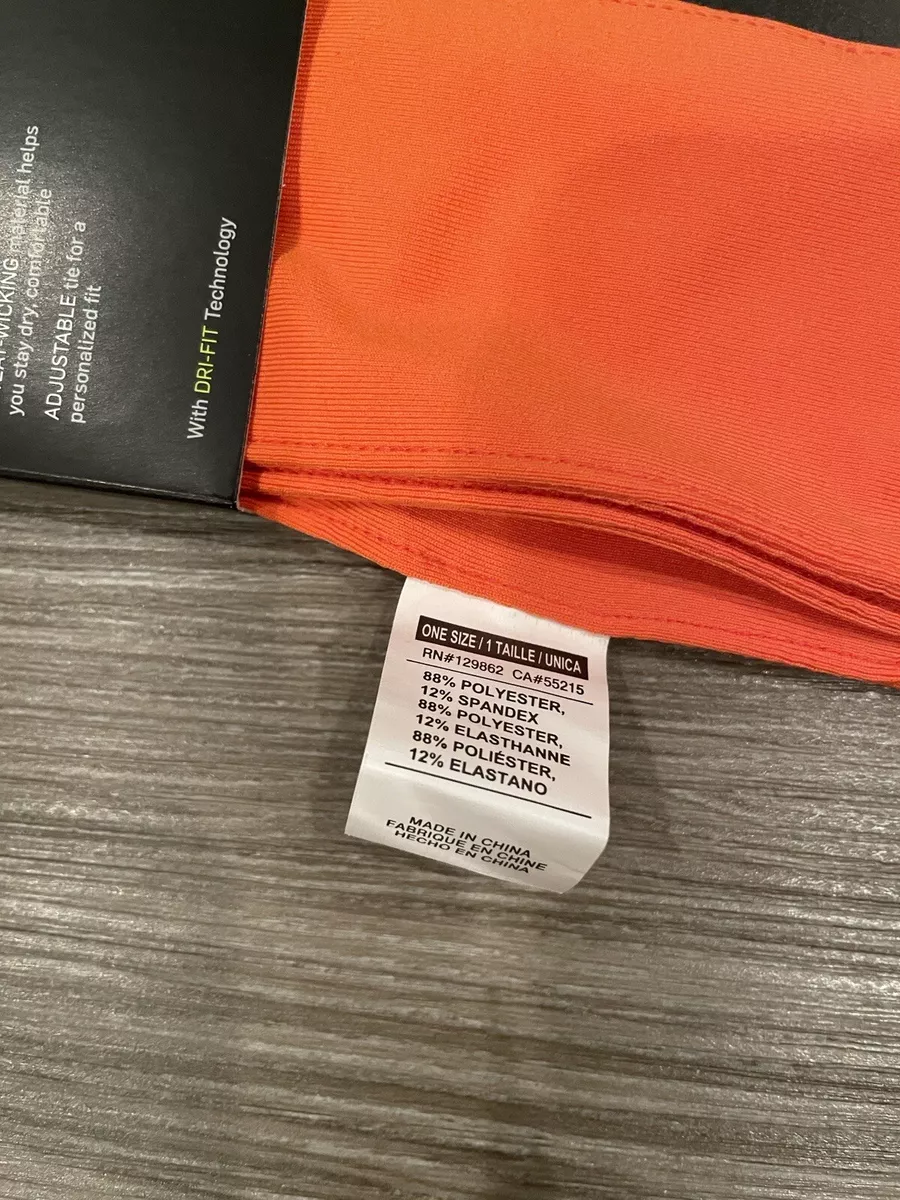 material helps
you stay dry, comfortable
ADJUSTABLE tie for a
personalized fit
With DRI-FIT Technology
ONE SIZE / 1 TAILLE / UNICA
RN#129862 CA#55215
88% POLYESTER,
12% SPANDEX
88% POLYESTER,
12% ELASTHANNE
88% POLIÉSTER,
12% ELASTANO
MADE IN CHINA
FABRIQUE EN CHINE
HECHO EN CHINA